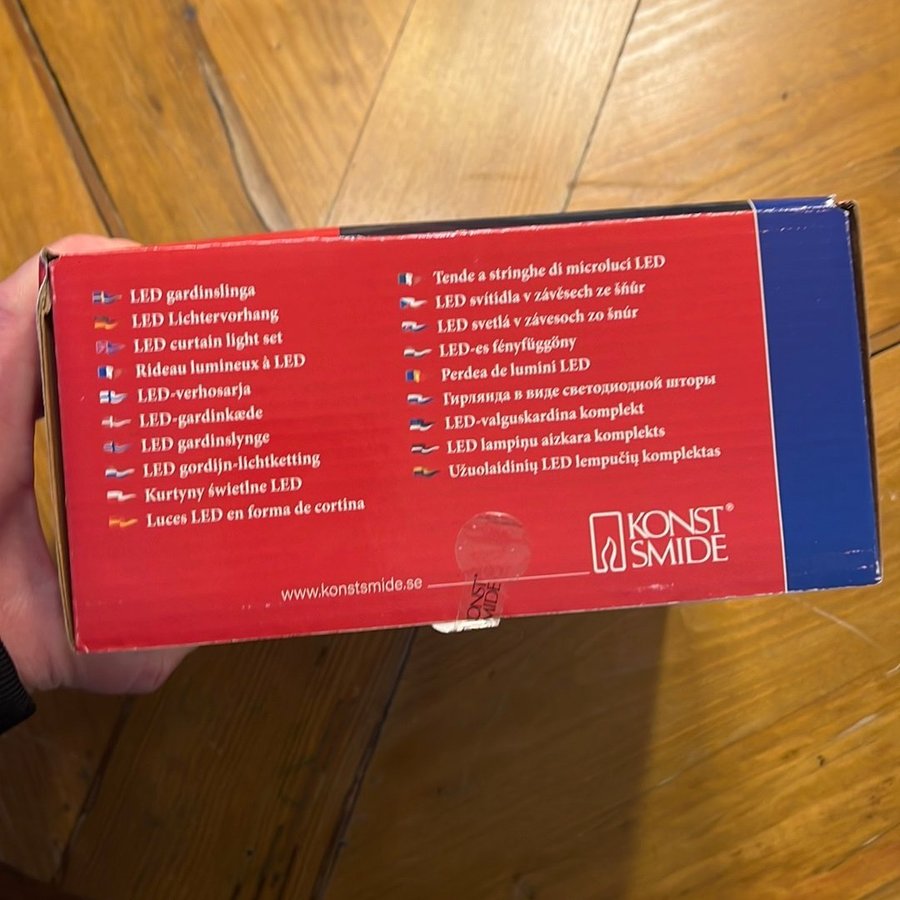 LED gardinslinga
LED Lichtervorhang
LED curtain light set
Rideau lumineux à LED
LED-verhosarja
LED-gardinkæde
LED gardinslynge
LED gordijn-lichtketting
Kurtyny świetlne LED
Luces LED en forma de cortina
Tende a stringhe di microluci LED
LED svítidla v závěsech ze šňůr
LED svetlá v závesoch zo šnúr
LED-es fényfüggöny
Perdea de lumini LED
Гирлянда в виде светодиодной шторы
LED-valguskardina komplekt
LED lampiņu aizkara komplekts
Užuolaidinių LED lempučių komplektas
www.konstsmide.se
KONST
SMIDE®
KONST
SMIDE